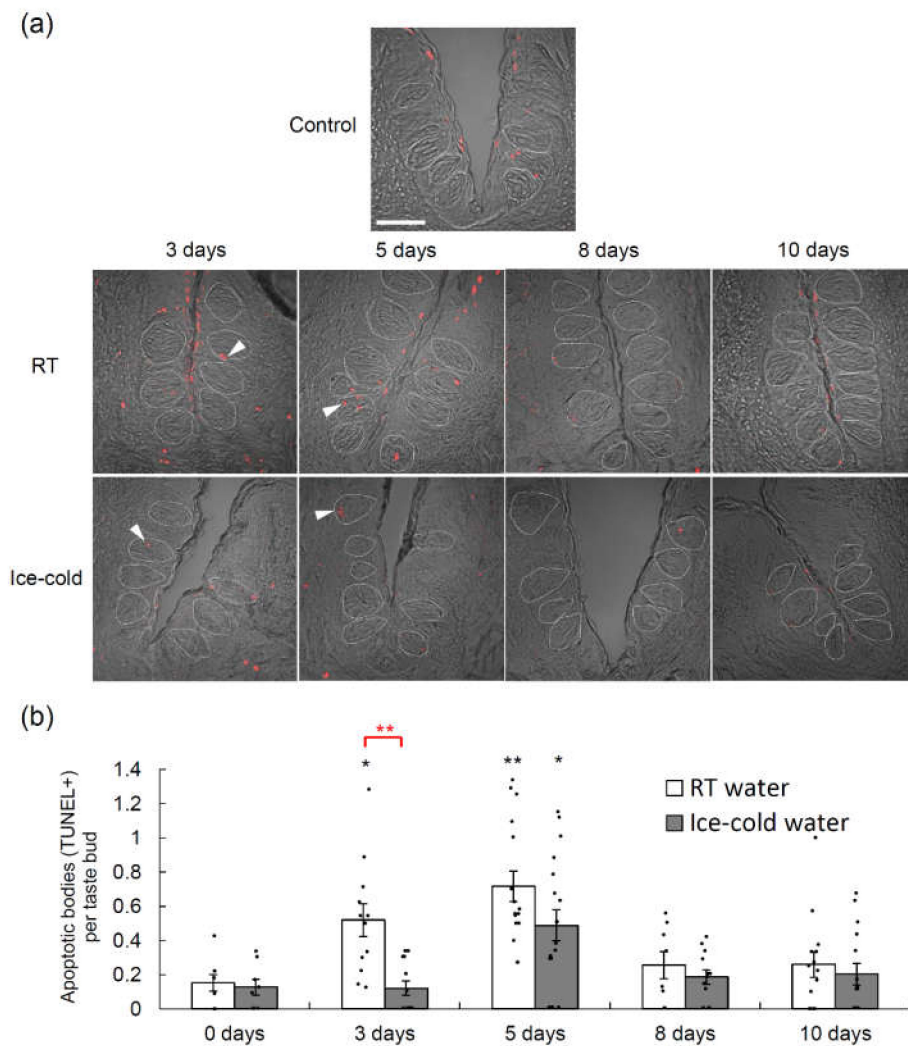 (a)
Control
3 days 5 days 8 days 10 days
RT
Ice-cold
(b)
**
* ** *
Apoptotic bodies (TUNEL+)
per taste bud
1.4
1.2
1
0.8
0.6
0.4
0.2
0
RT water
Ice-cold water
0 days 3 days 5 days 8 days 10 days